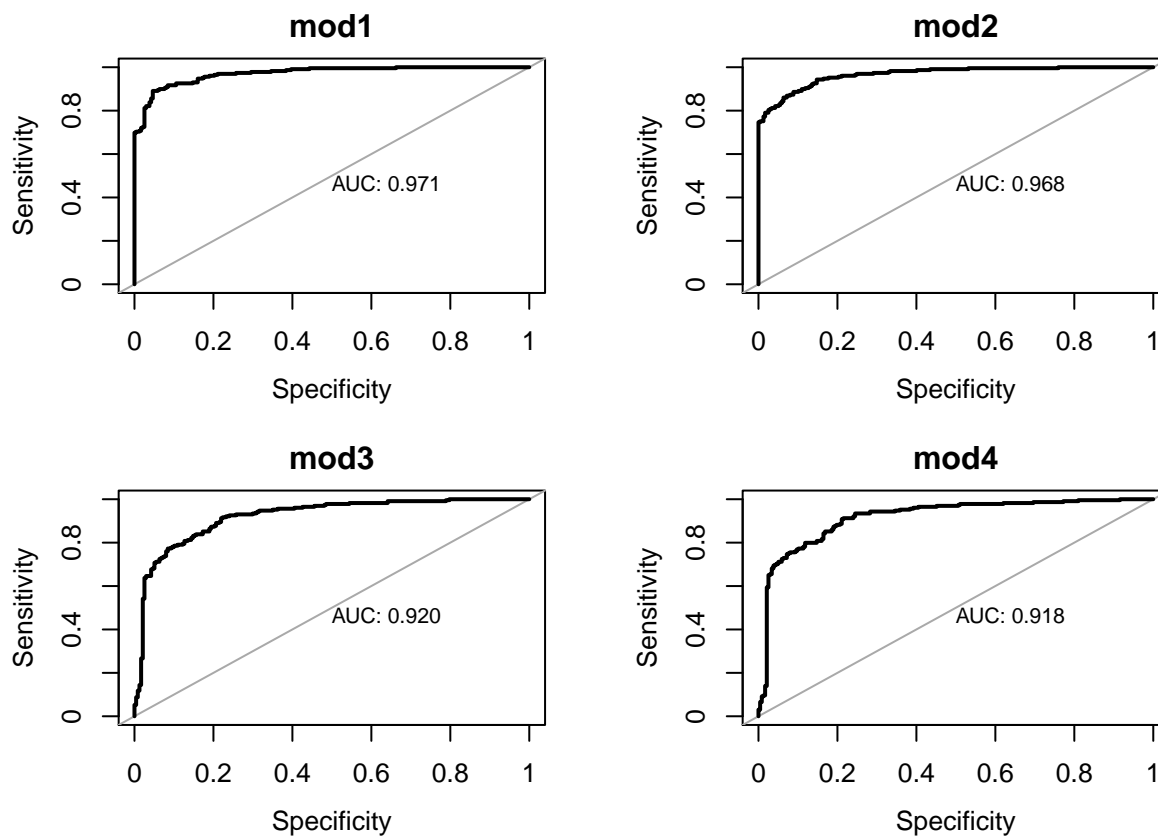 mod1
Sensitivity
0.8
0.4
0
AUC: 0.971
0 0.2 0.4 0.6 0.8 1
Specificity
mod2
Sensitivity
0.8
0.4
0
AUC: 0.968
0 0.2 0.4 0.6 0.8 1
Specificity
mod3
Sensitivity
0.8
0.4
0
AUC: 0.920
0 0.2 0.4 0.6 0.8 1
Specificity
mod4
Sensitivity
0.8
0.4
0
AUC: 0.918
0 0.2 0.4 0.6 0.8 1
Specificity